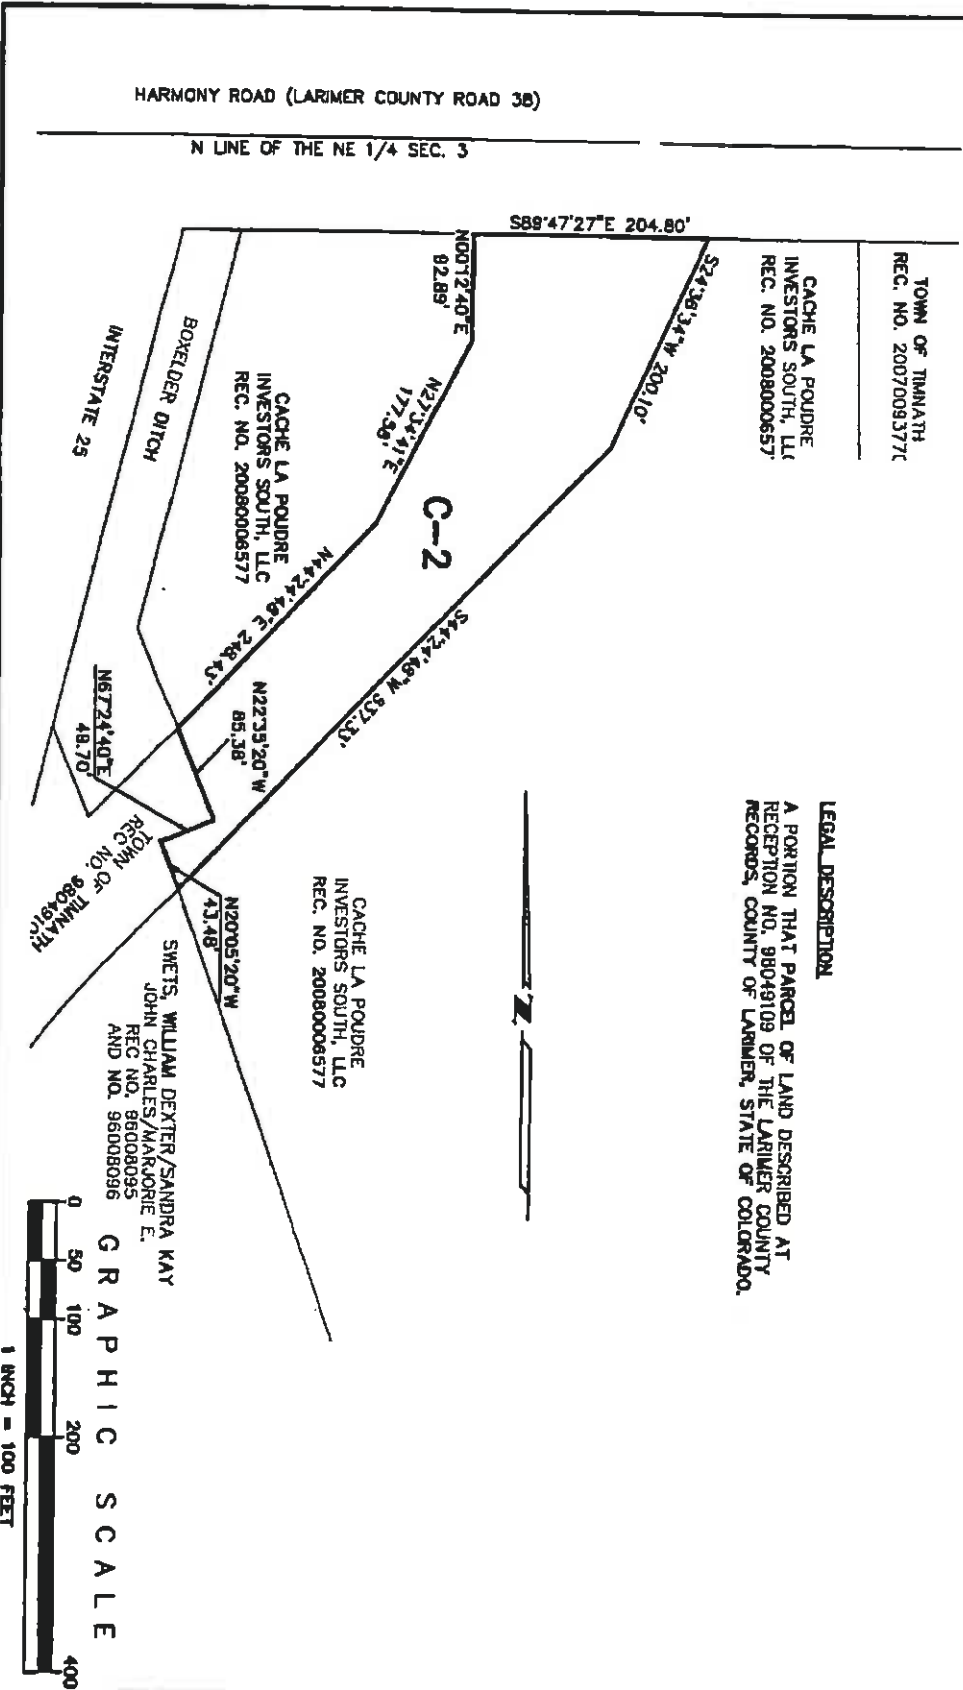 HARMONY ROAD (LARIMER COUNTY ROAD 38)
N LINE OF THE NE 1/4 SEC. 3
S89°47'27"E 204.80'
TOWN OF TIMNATH
REC. NO. 2007009377
CACHE LA POUDRE
INVESTORS SOUTH, LL
REC. NO. 2008000657
N00°12'40"E
92.89'
S24°36'34"W 200.10'
N27°34'41"E
177.56'
C-2
BOXELDER DITCH
INTERSTATE 25
CACHE LA POUDRE
INVESTORS SOUTH, LLC
REC. NO. 20080006577
N44°24'48"E 248.43'
S44°24'48"W 537.33'
N67°24'40"E
48.70'
N22°35'20"W
85.38'
TOWN OF TIMNATH
REC NO. 980491
N20°05'20"W
43.48'
CACHE LA POUDRE
INVESTORS SOUTH, LLC
REC. NO. 20080006577
SWETS, WILLIAM DEXTER/SANDRA KAY
JOHN CHARLES/MARJORIE E.
REC NO. 96008095
AND NO. 96008096
LEGAL DESCRIPTION
A PORTION THAT PARCEL OF LAND DESCRIBED AT
RECEPTION NO. 98049109 OF THE LARIMER COUNTY
RECORDS, COUNTY OF LARIMER, STATE OF COLORADO.
N
GRAPHIC SCALE
0 50 100 200 400
1 INCH = 100 FEET